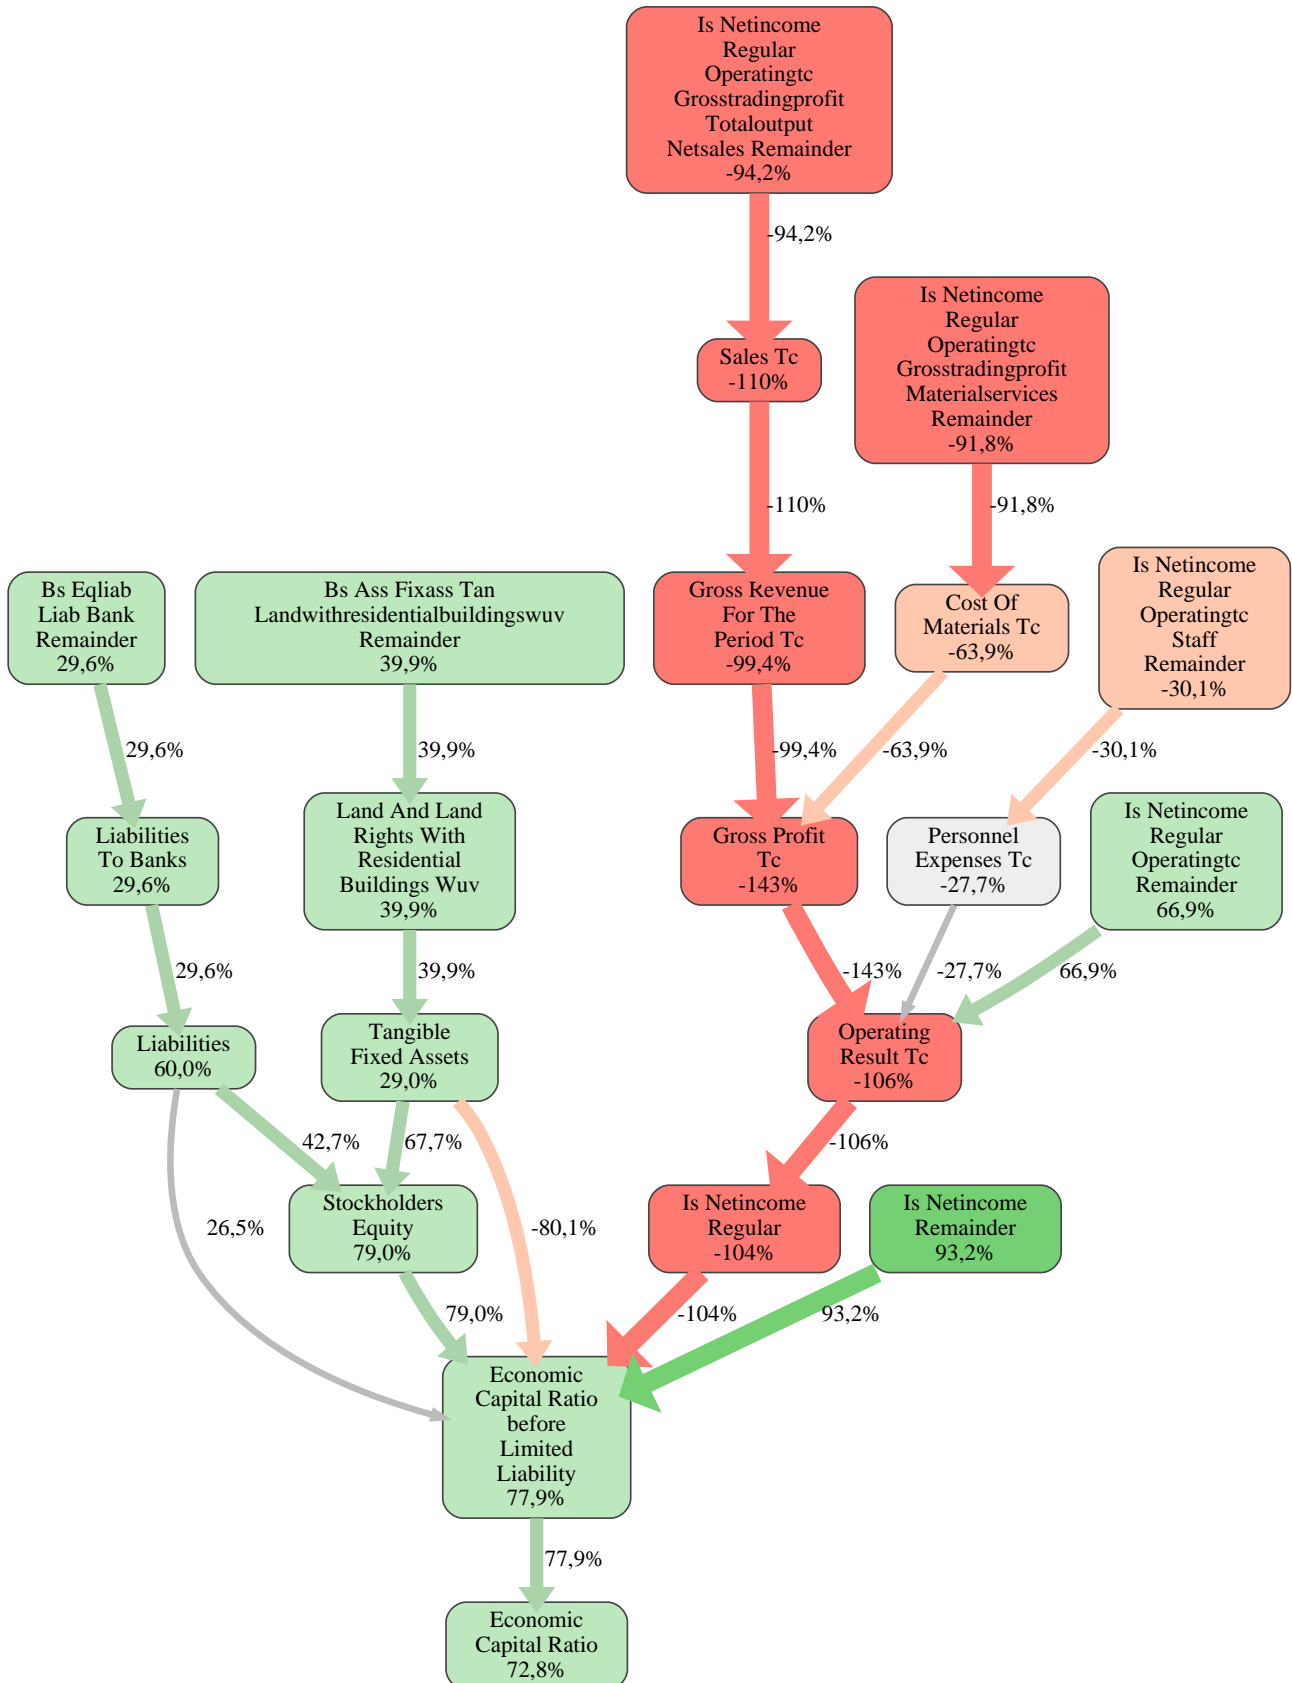 Is Netincome
Regular
Operatingtc
Grosstradingprofit
Totaloutput
Netsales Remainder
-94,2%
-94,2%
Is Netincome
Regular
Operatingtc
Grosstradingprofit
Materialservices
Remainder
-91,8%
Sales Tc
-110%
-110%
-91,8%
Bs Eqliab
Liab Bank
Remainder
29,6%
Bs Ass Fixass Tan
Landwithresidentialbuildingswuv
Remainder
39,9%
Gross Revenue
For The
Period Tc
-99,4%
Cost Of
Materials Tc
-63,9%
Is Netincome
Regular
Operatingtc
Staff
Remainder
-30,1%
29,6%
39,9%
-99,4%
-63,9%
-30,1%
Liabilities
To Banks
29,6%
Land And Land
Rights With
Residential
Buildings Wuv
39,9%
Gross Profit
Tc
-143%
Personnel
Expenses Tc
-27,7%
Is Netincome
Regular
Operatingtc
Remainder
66,9%
29,6%
39,9%
-143%
-27,7%
66,9%
Liabilities
60,0%
Tangible
Fixed Assets
29,0%
Operating
Result Tc
-106%
42,7%
67,7%
-106%
Stockholders
Equity
79,0%
Is Netincome
Regular
-104%
Is Netincome
Remainder
93,2%
26,5%
-80,1%
79,0%
-104%
93,2%
Economic
Capital Ratio
before
Limited
Liability
77,9%
77,9%
Economic
Capital Ratio
72,8%